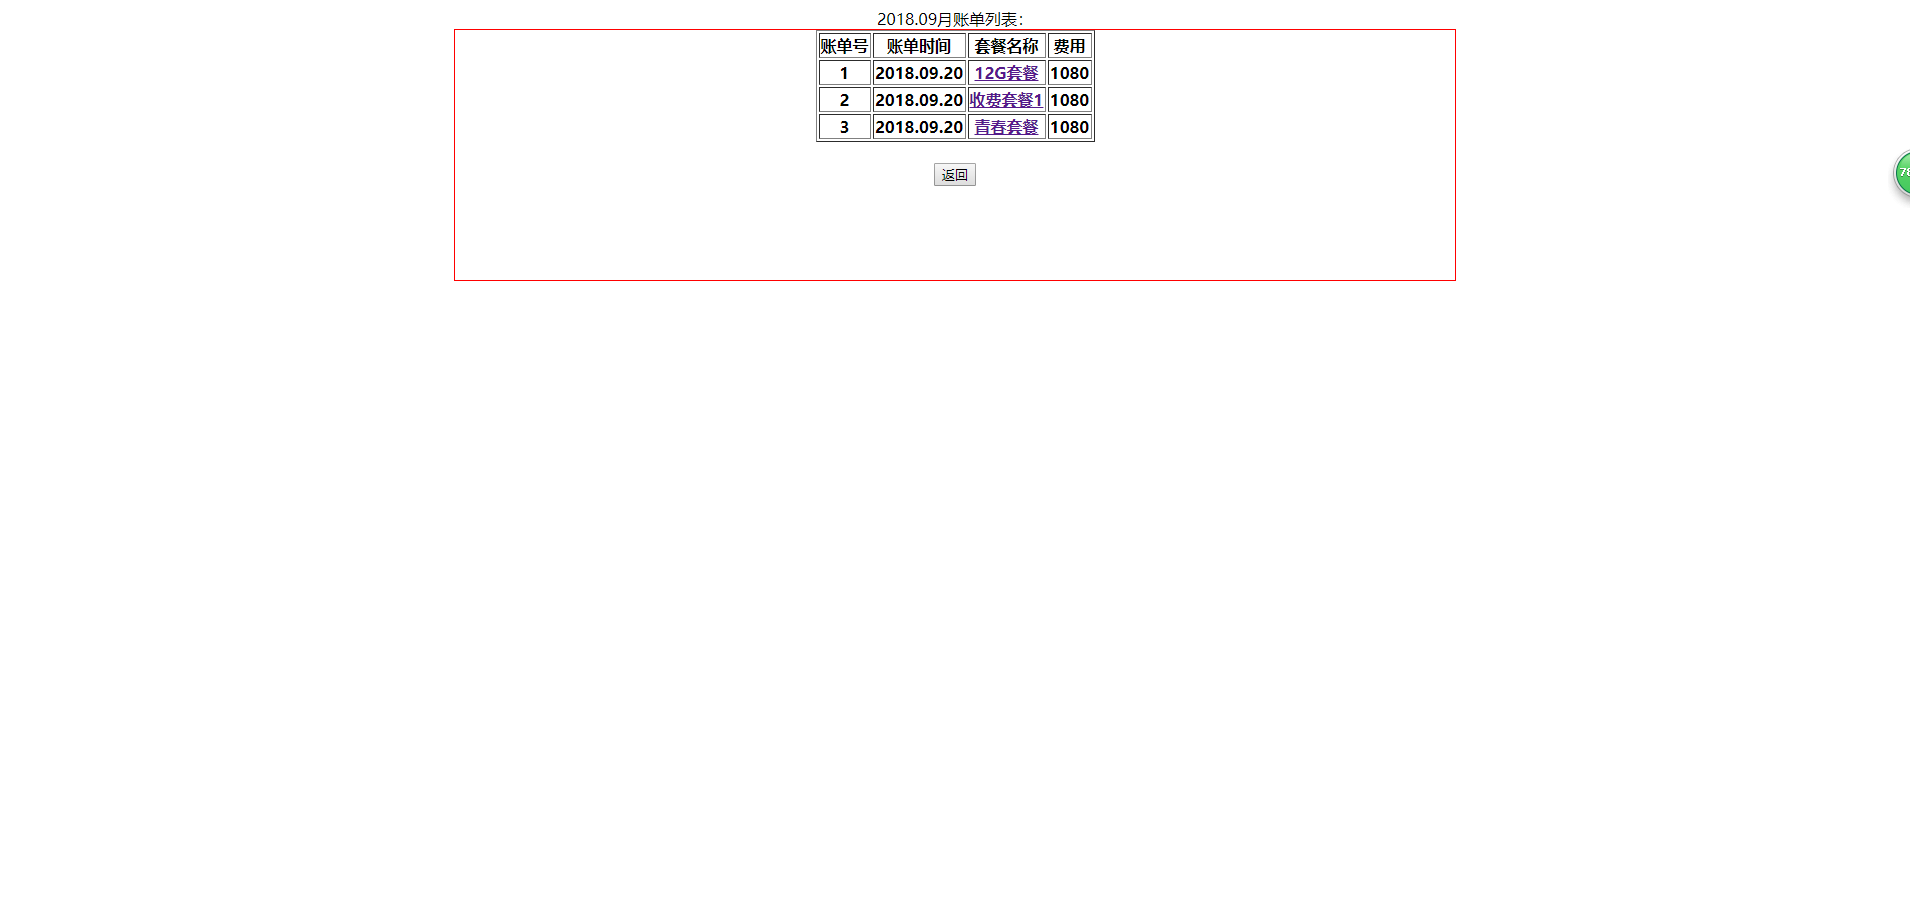 2018.09月账单列表：
账单号 账单时间 套餐名称 费用
1 2018.09.20 12G套餐 1080
2 2018.09.20 收费套餐1 1080
3 2018.09.20 青春套餐 1080
返回